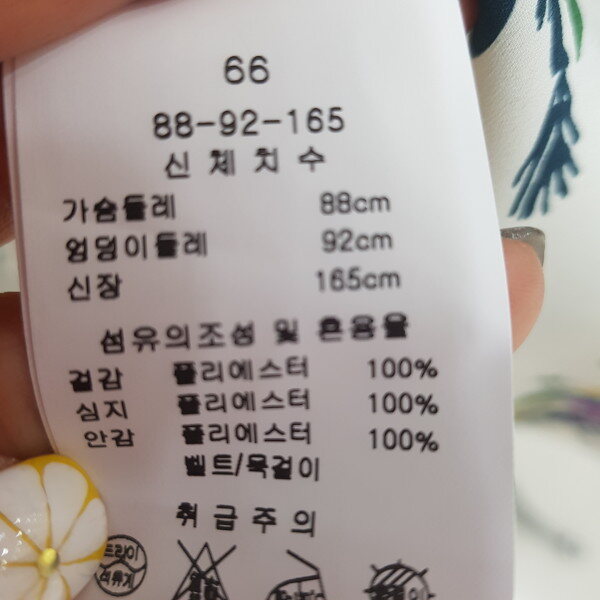 66
88-92-165
신체치수
가슴둘레 88cm
엉덩이둘레 92cm
신장 165cm
섬유의조성 및 혼용율
겉감 폴리에스터 100%
심지 폴리에스터 100%
안감 폴리에스터 100%
벨트/목걸이
취급주의
드라이
석유계